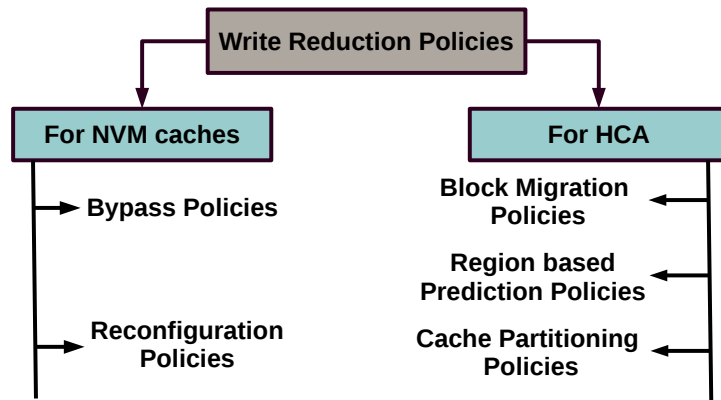 Write Reduction Policies
For NVM caches
Bypass Policies
Reconfiguration
Policies
For HCA
Block Migration
Policies
Region based
Prediction Policies
Cache Partitioning
Policies